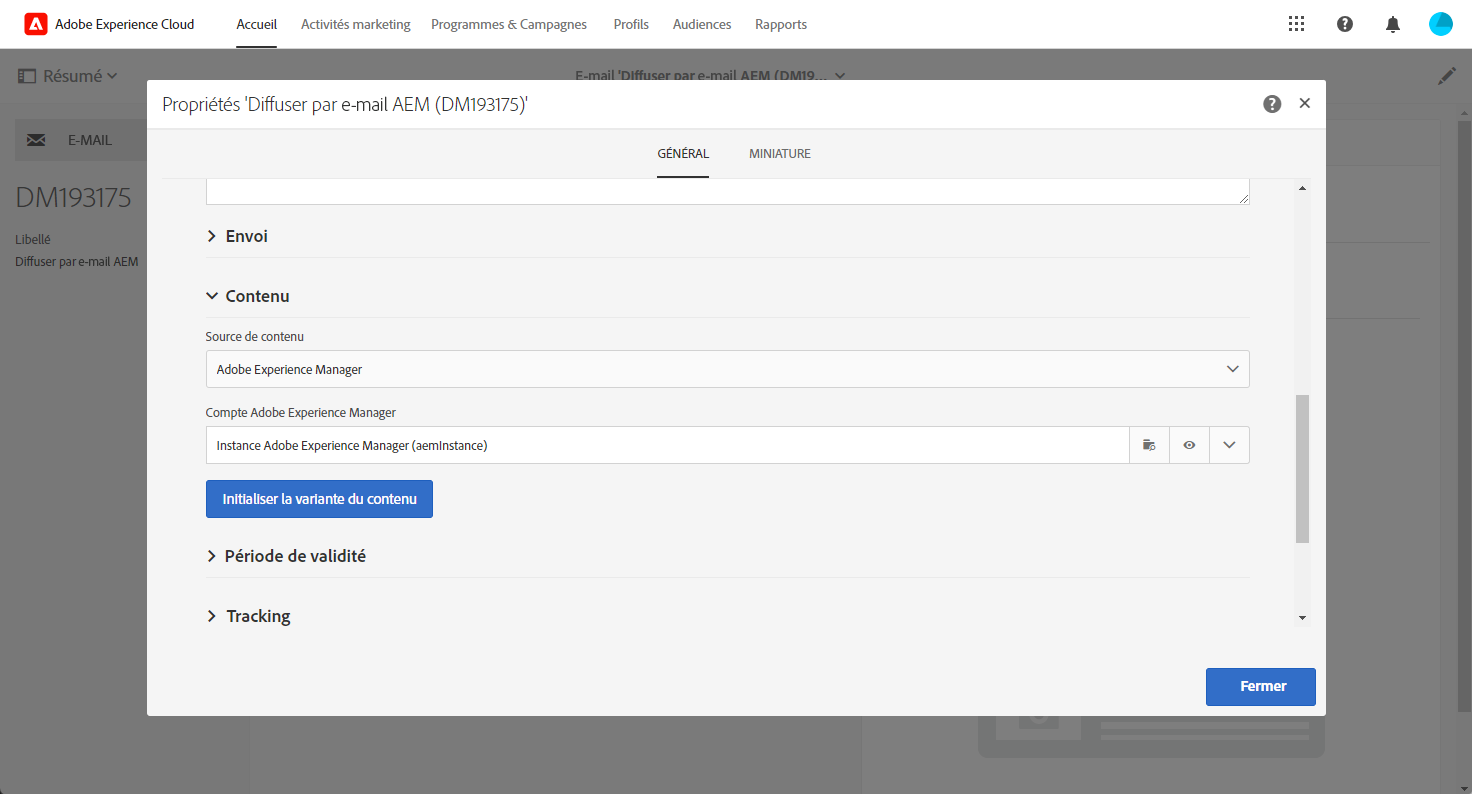 Adobe Experience Cloud
Accueil
Activités marketing
Programmes & Campagnes
Profils
Audiences
Rapports
Résumé
E-mail 'Diffuser par e-mail AEM (DM19...
Propriétés 'Diffuser par e-mail AEM (DM193175)'
E-MAIL
GÉNÉRAL
MINIATURE
DM193175
Libellé
Diffuser par e-mail AEM
Envoi
Contenu
Source de contenu
Adobe Experience Manager
Compte Adobe Experience Manager
Instance Adobe Experience Manager (aemInstance)
Initialiser la variante du contenu
Période de validité
Tracking
Fermer